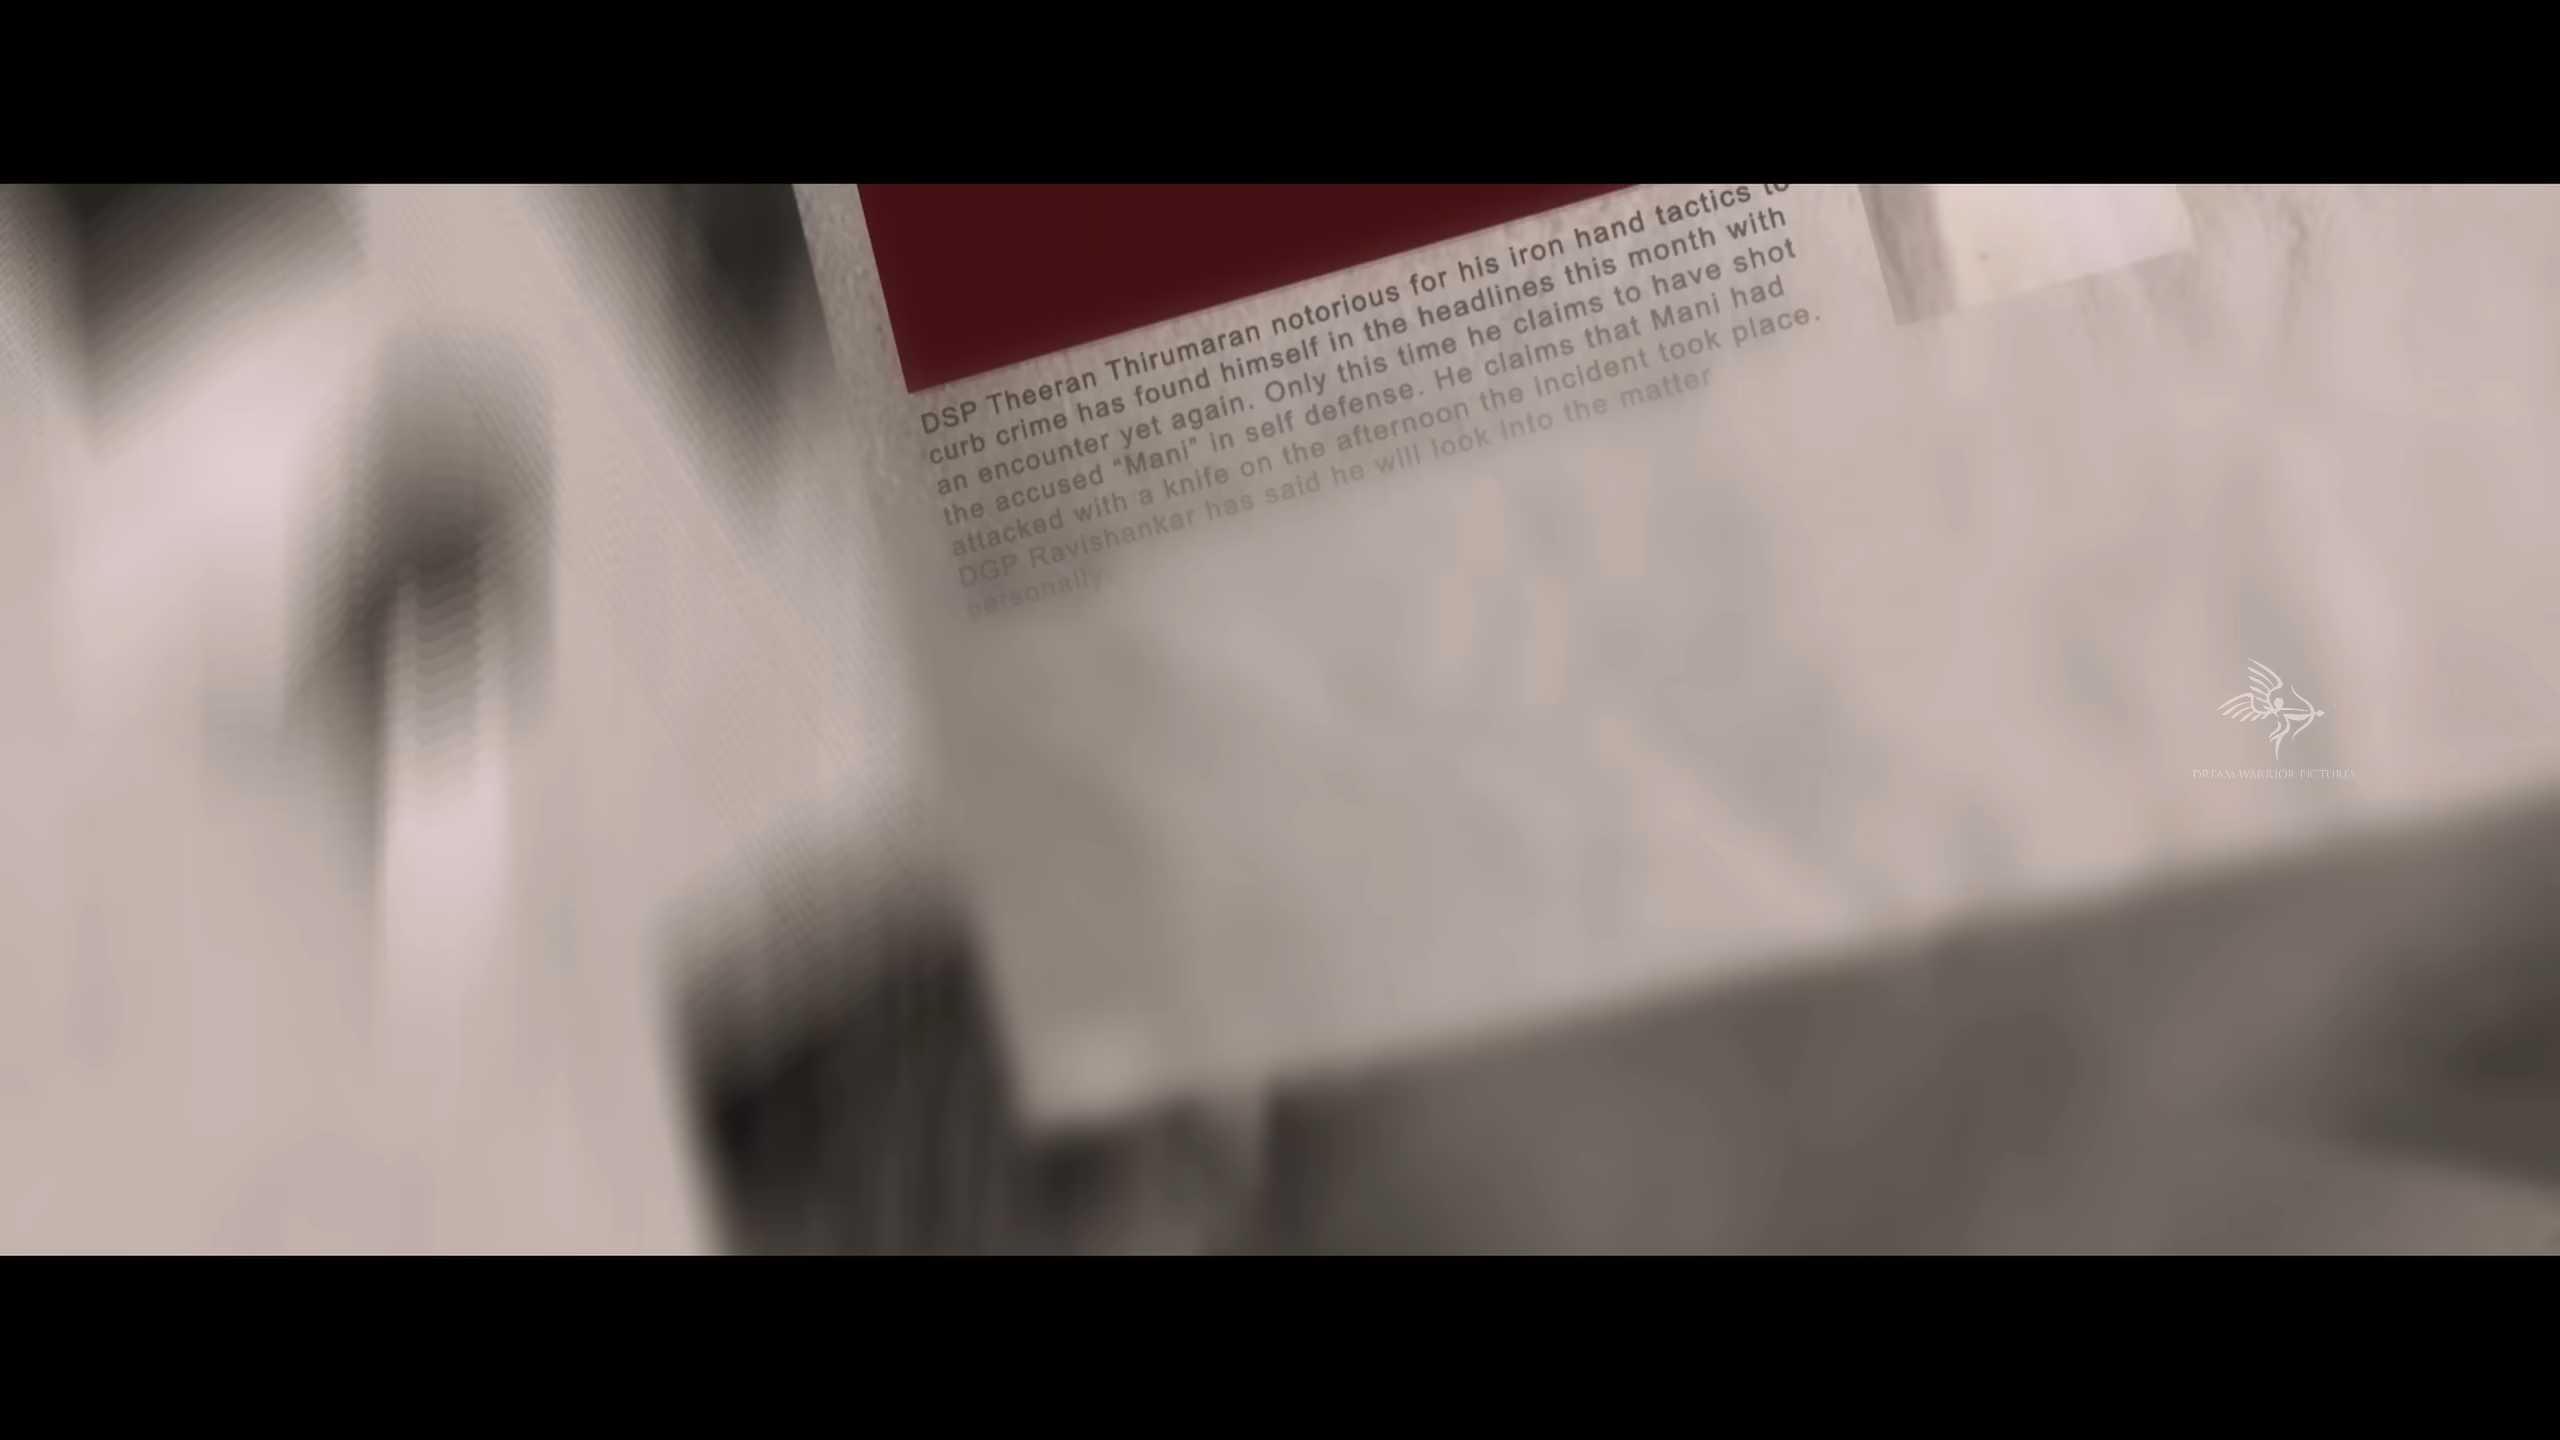 DSP Theeran Thirumaran notorious for his iron hand tactics to
curb crime has found himself in the headlines this month with
an encounter yet again. Only this time he claims to have shot
the accused “Mani” in self defense. He claims that Mani had
attacked with a knife on the afternoon the incident took place.
DGP Ravishankar has said he will look into the matter
personally.
DREAM WARRIOR PICTURES